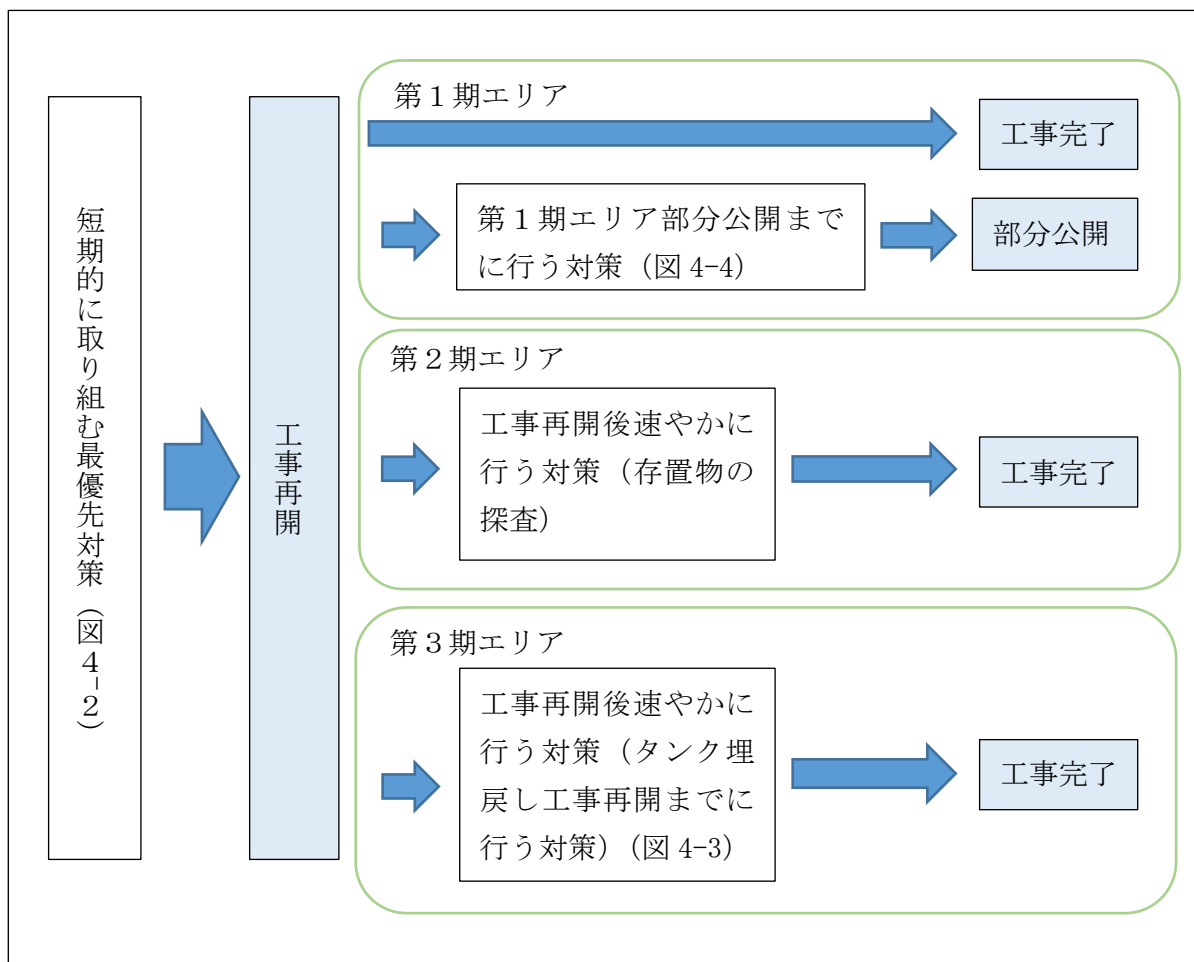 短期的に取り組む最優先対策（図４-２）
工事再開
第１期エリア
工事完了
第１期エリア部分公開まで
に行う対策（図 4-4）
部分公開
第２期エリア
工事再開後速やかに
行う対策（存置物の
探査）
工事完了
第３期エリア
工事再開後速やかに
行う対策（タンク埋
戻し工事再開までに
行う対策）（図 4-3）
工事完了